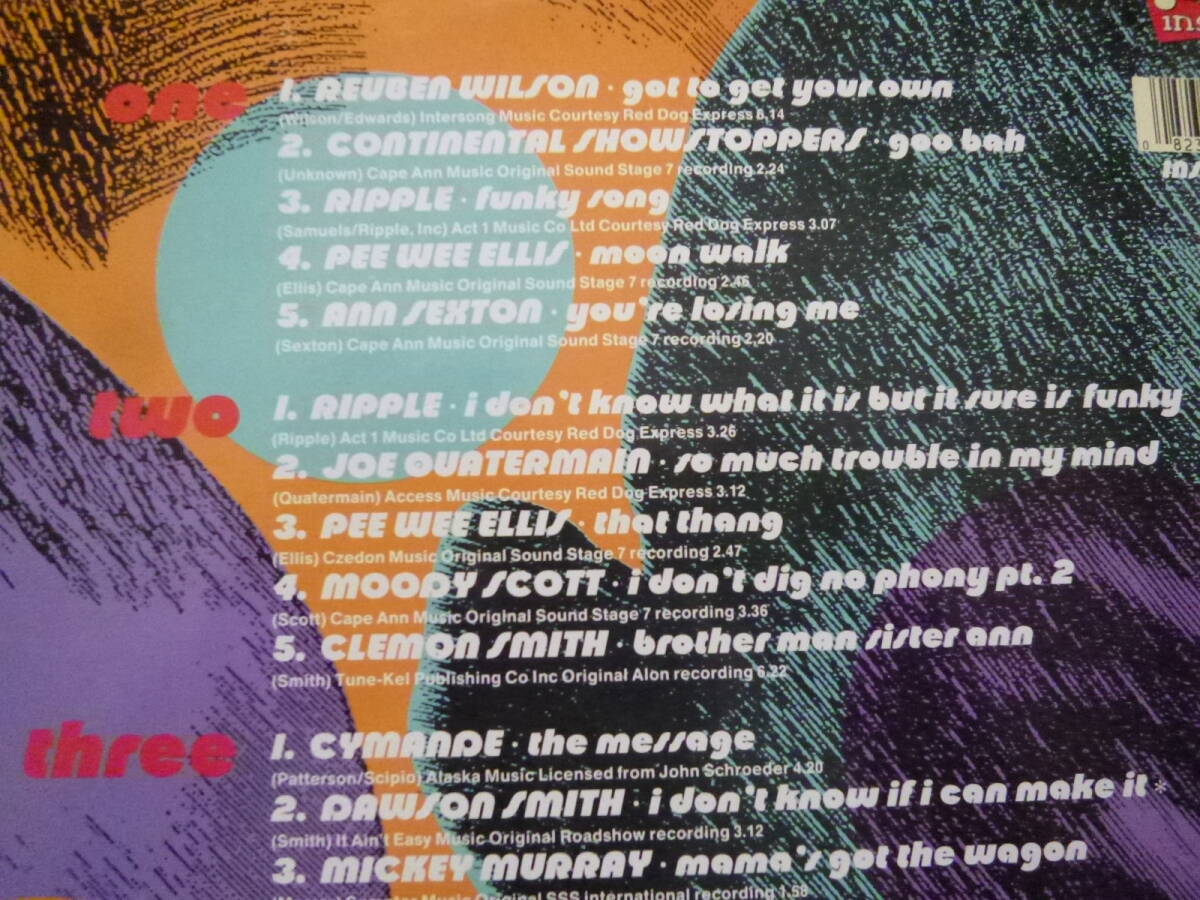 ins
one
1. REUBEN WILSON · got to get your own
(Wilson/Edwards) Intersong Music Courtesy Red Dog Express 6.14
2. CONTINENTAL SHOWSTOPPERS · goo bah
(Unknown) Cape Ann Music Original Sound Stage 7 recording 2.24
0 823
ins
3. RIPPLE · funky song
(Samuels/Ripple, Inc) Act 1 Music Co Ltd Courtesy Red Dog Express 3.07
4. PEE WEE ELLIS · moon walk
(Ellis) Cape Ann Music Original Sound Stage 7 recording 2.46
5. ANN SEXTON · you're losing me
(Sexton) Cape Ann Music Original Sound Stage 7 recording 2,20
two
1. RIPPLE · i don't know what it is but it sure is funky
(Ripple) Act 1 Music Co Ltd Courtesy Red Dog Express 3.26
2. JOE QUATERMAIN · so much trouble in my mind
(Quatermain) Access Music Courtesy Red Dog Express 3.12
3. PEE WEE ELLIS · that thang
(Ellis) Czedon Music Original Sound Stage 7 recording 2.47
4. MOODY SCOTT · i don't dig no phony pt. 2
(Scott) Cape Ann Music Original Sound Stage 7 recording 3.36
5. CLEMON SMITH · brother man sister ann
(Smith) Tune-Kel Publishing Co Inc Original Alon recording 6.22
three
1. CYMANDE · the message
(Patterson/Scipio) Alaska Music Licensed from John Schroeder 4.20
2. DAWSON SMITH · i don't know if i can make it *
(Smith) It Ain't Easy Music Original Roadshow recording 3.12
3. MICKEY MURRAY · mama's got the wagon
Music Original SSS International recording 1.58